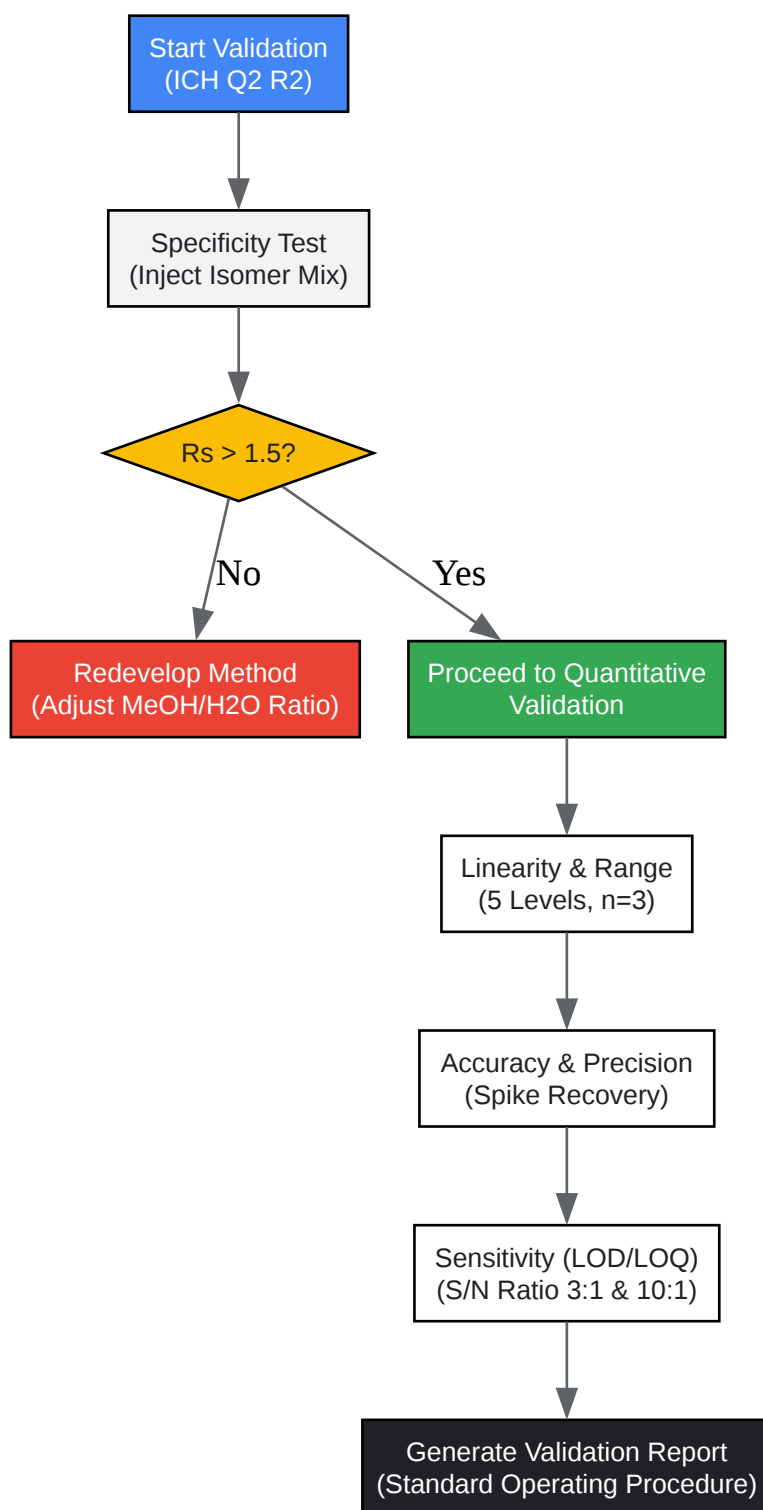 Start Validation
(ICH Q2 R2)
Specificity Test
(Inject Isomer Mix)
Rs > 1.5?
No
Yes
Redevelop Method
(Adjust MeOH/H2O Ratio)
Proceed to Quantitative
Validation
Linearity & Range
(5 Levels, n=3)
Accuracy & Precision
(Spike Recovery)
Sensitivity (LOD/LOQ)
(S/N Ratio 3:1 & 10:1)
Generate Validation Report
(Standard Operating Procedure)